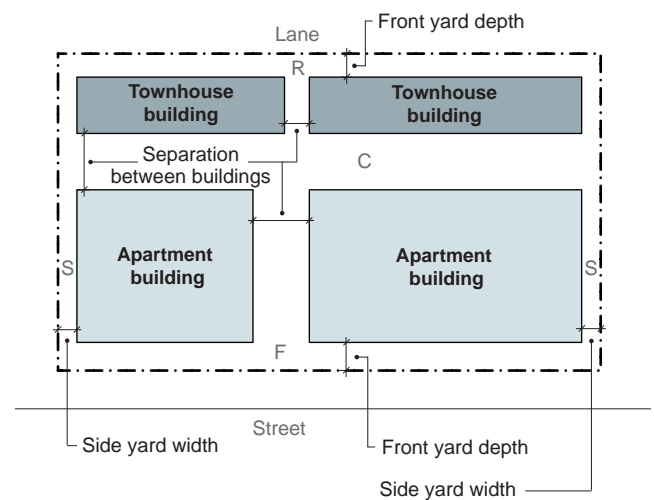 Front yard depth
Lane
R
Townhouse
building
Townhouse
building
Separation
between buildings
C
Apartment
building
Apartment
building
S
S
F
Street
Side yard width
Front yard depth
Side yard width